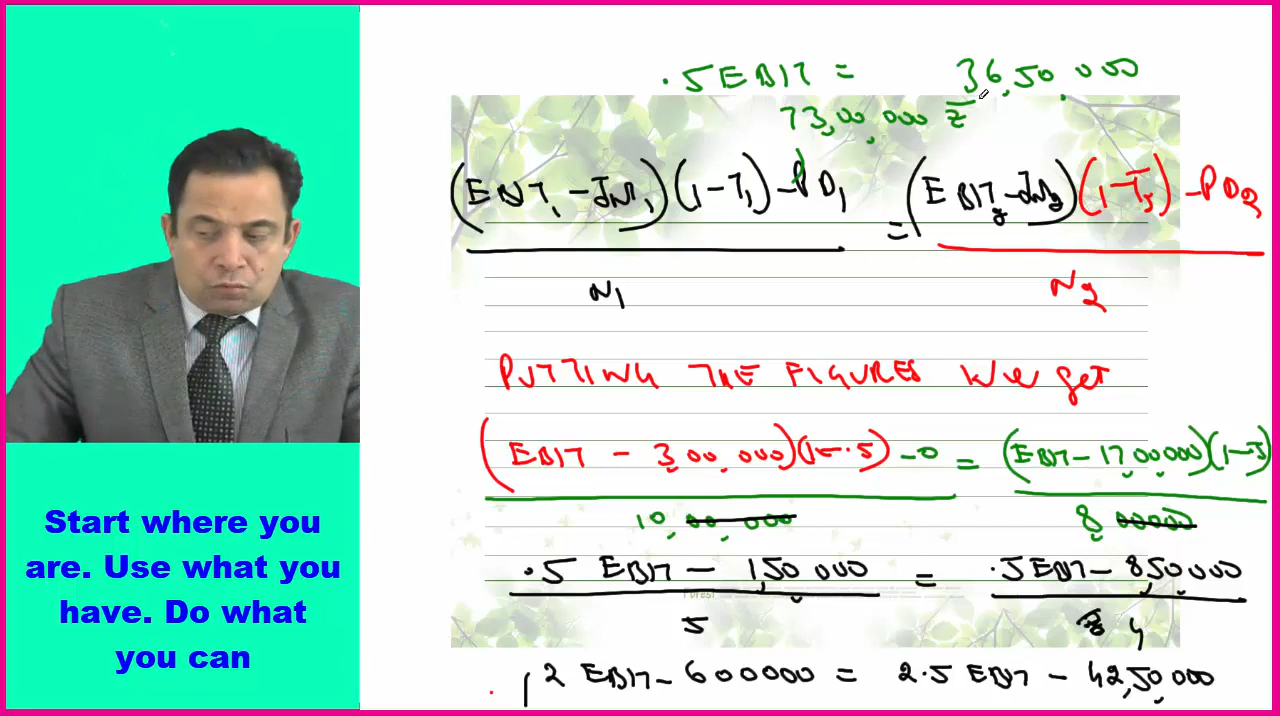 .5 EBIT = 36,50,000
73,00,000
(EBIT1 - INT1)(1-T1) - PD1 = (EBIT2 - INT2)(1-T2) - PD2
N1 N2
PUTTING THE FIGURES WE get
(EBIT - 3,00,000)(1-.5) - 0 = (EBIT - 17,00,000)(1-.5)
10,00,000 8,00000
.5 EBIT - 1,50,000 = .5 EBIT - 8,50,000
5 4
2 EBIT - 600000 = 2.5 EBIT - 42,50,000
Start where you
are. Use what you
have. Do what
you can